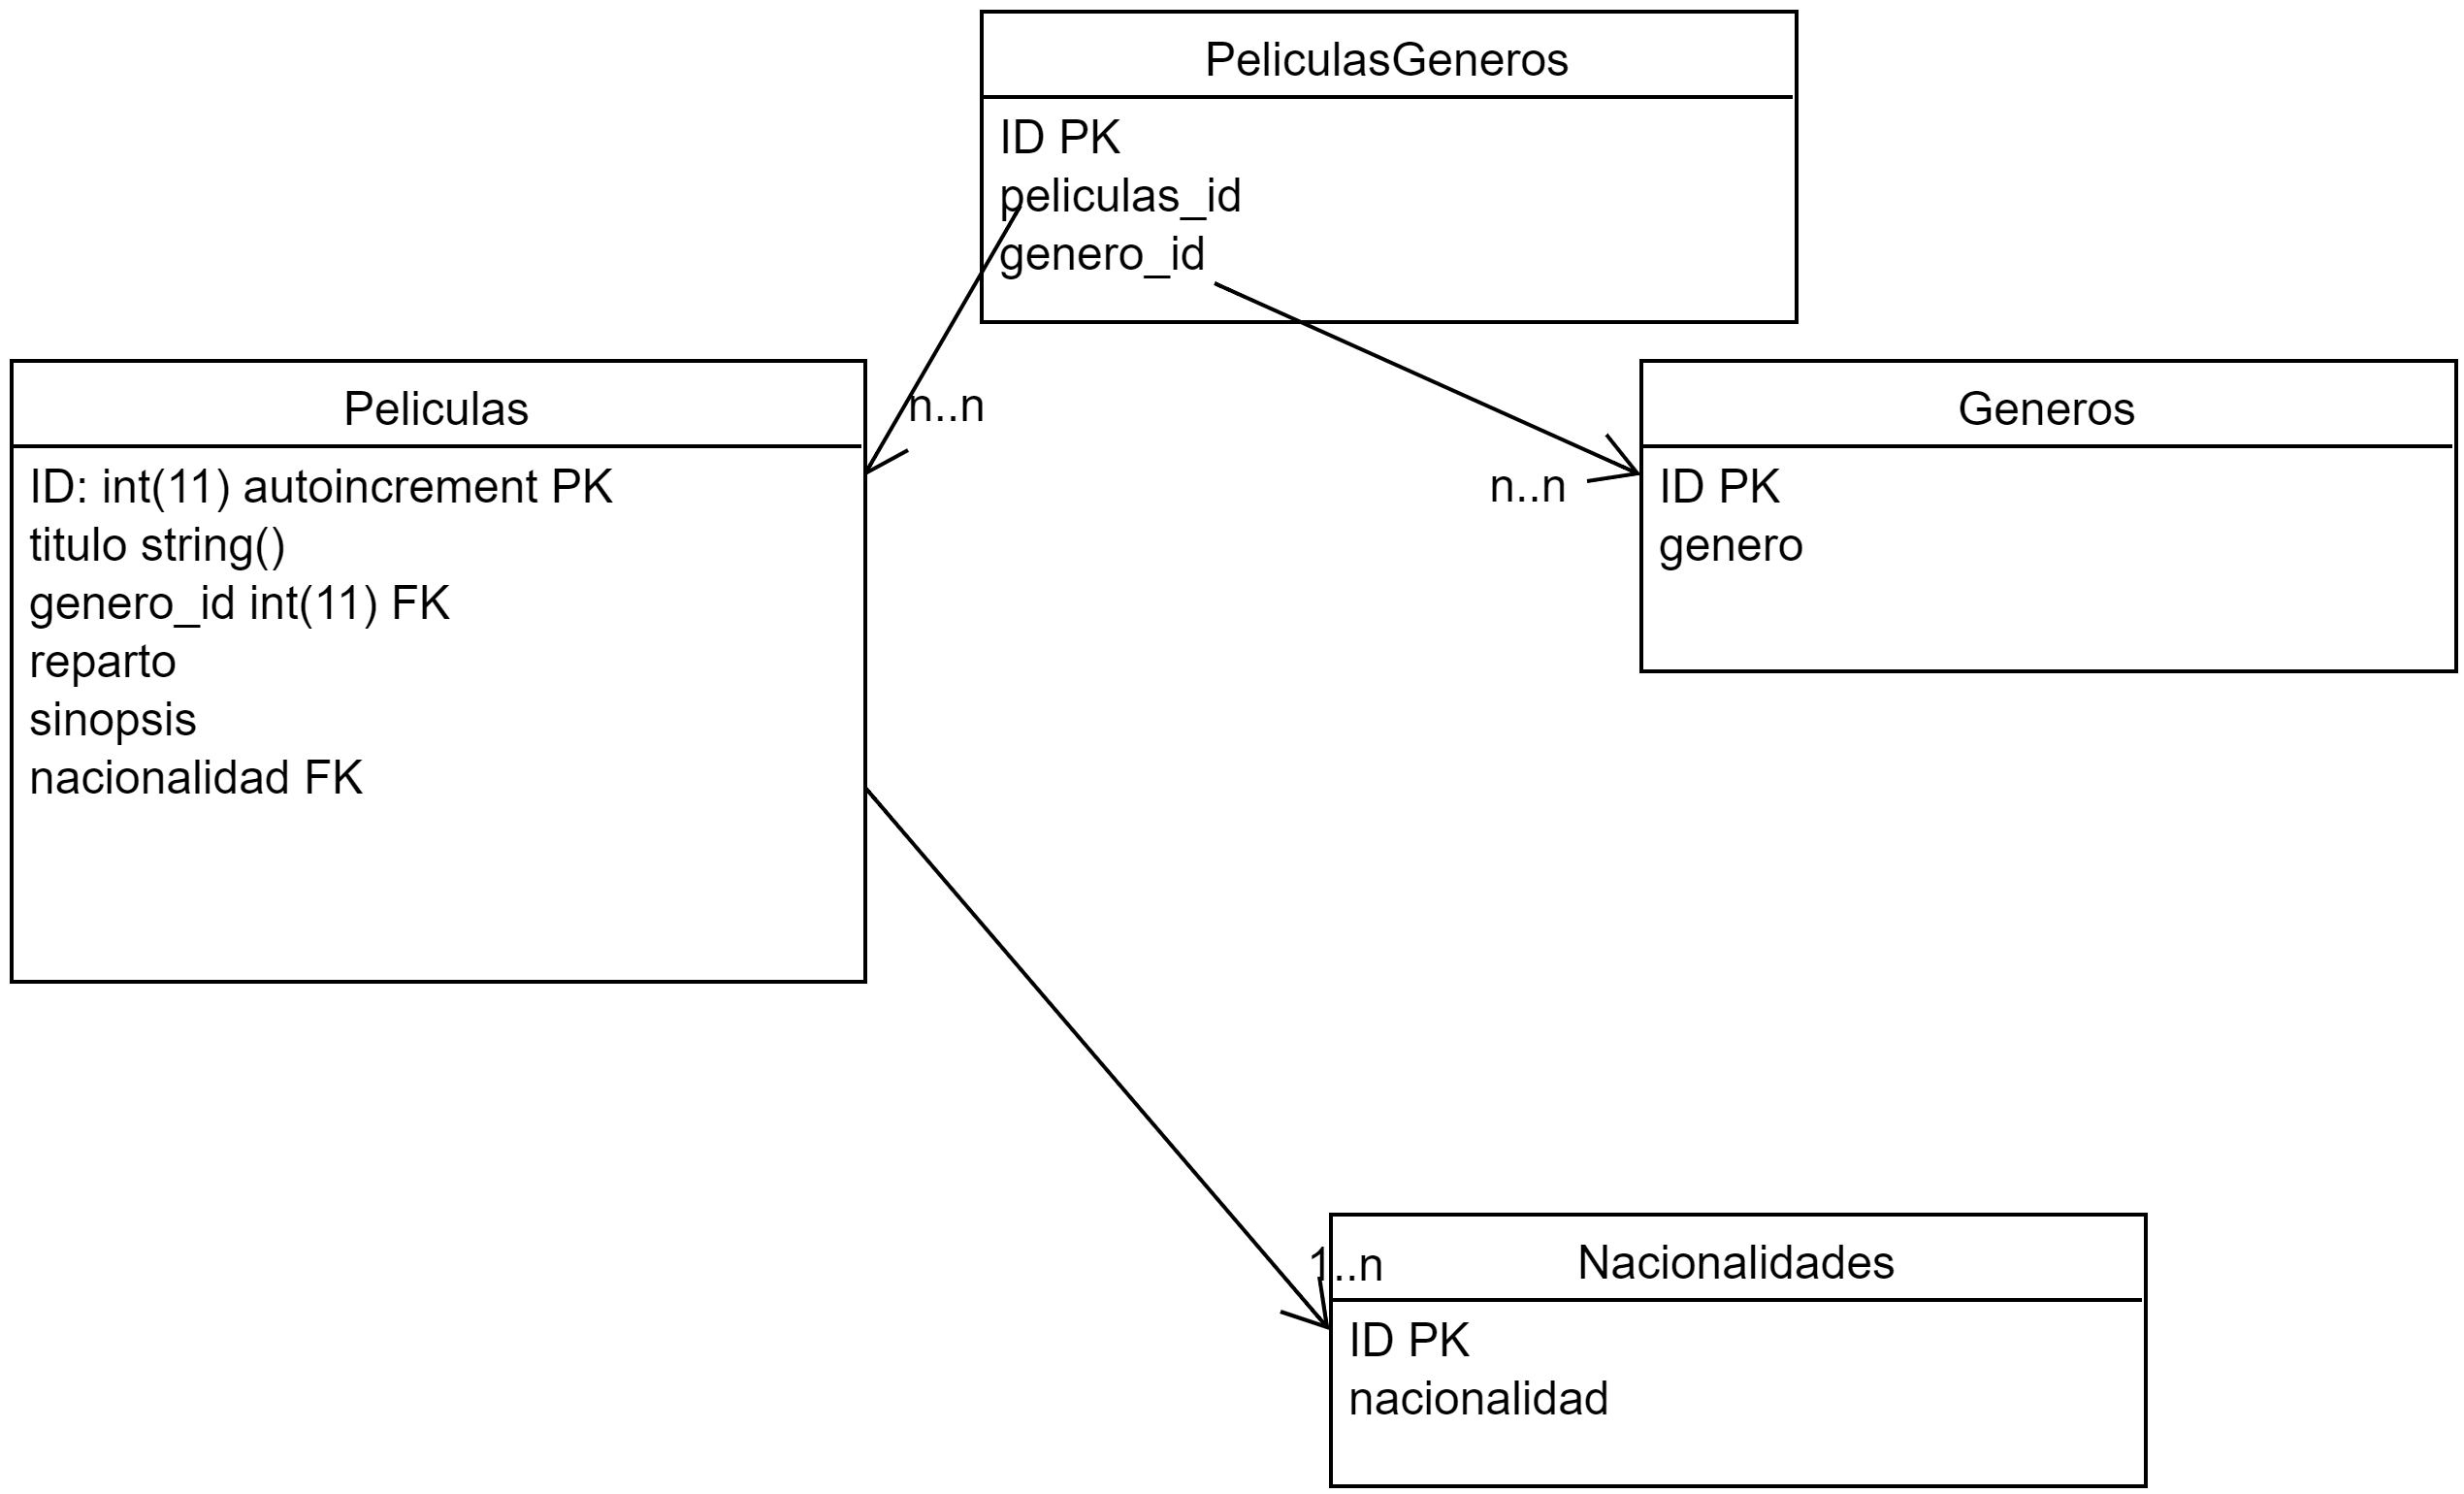 PeliculasGeneros
ID PK
peliculas_id
genero_id
n..n
n..n
Peliculas
ID: int(11) autoincrement PK
titulo string()
genero_id int(11) FK
reparto
sinopsis
nacionalidad FK
Generos
ID PK
genero
1..n
Nacionalidades
ID PK
nacionalidad